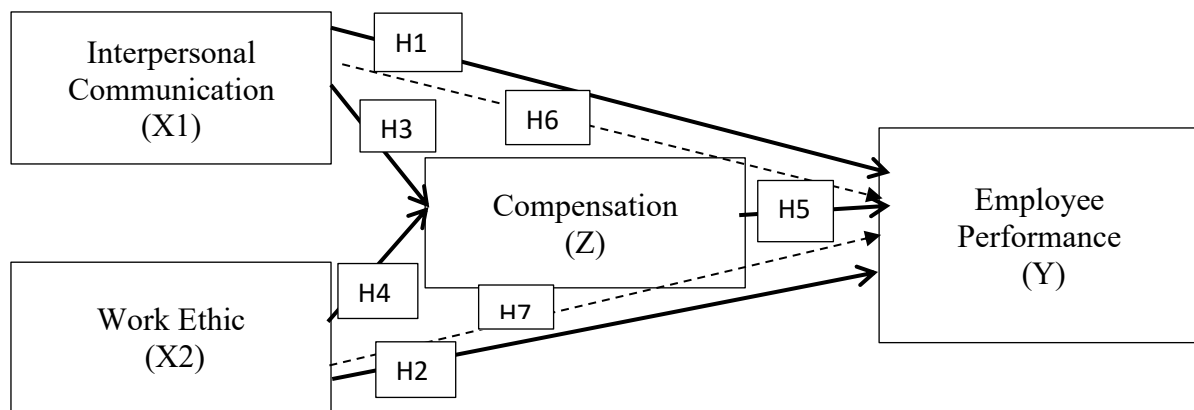 Interpersonal
Communication
(X1)
H1
H6
H3
Compensation
(Z)
H5
Employee
Performance
(Y)
H4
Work Ethic
(X2)
H7
H2